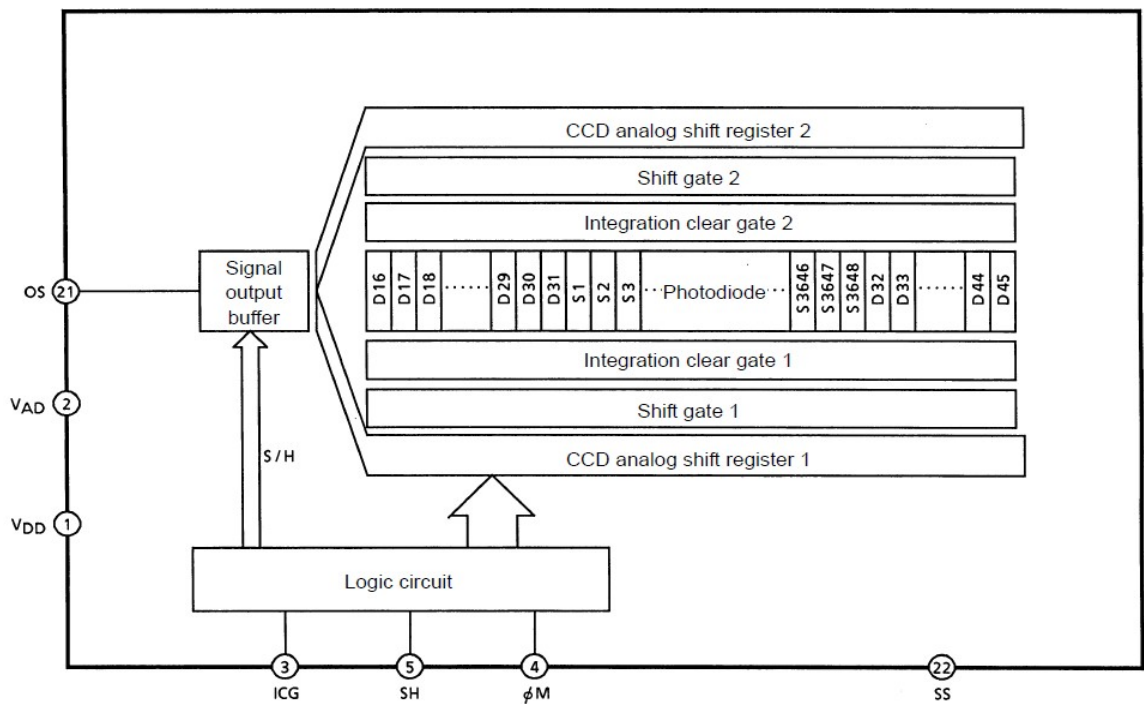 CCD analog shift register 2
Shift gate 2
Integration clear gate 2
Signal
output
buffer
OS 21
D16 D17 D18 ...... D29 D30 D31 S1 S2 S3 ... Photodiode ... S3646 S3647 S3648 D32 D33 ...... D44 D45
Integration clear gate 1
VAD 2
Shift gate 1
S/H
CCD analog shift register 1
VDD 1
Logic circuit
3 5 4 22
ICG SH φM SS